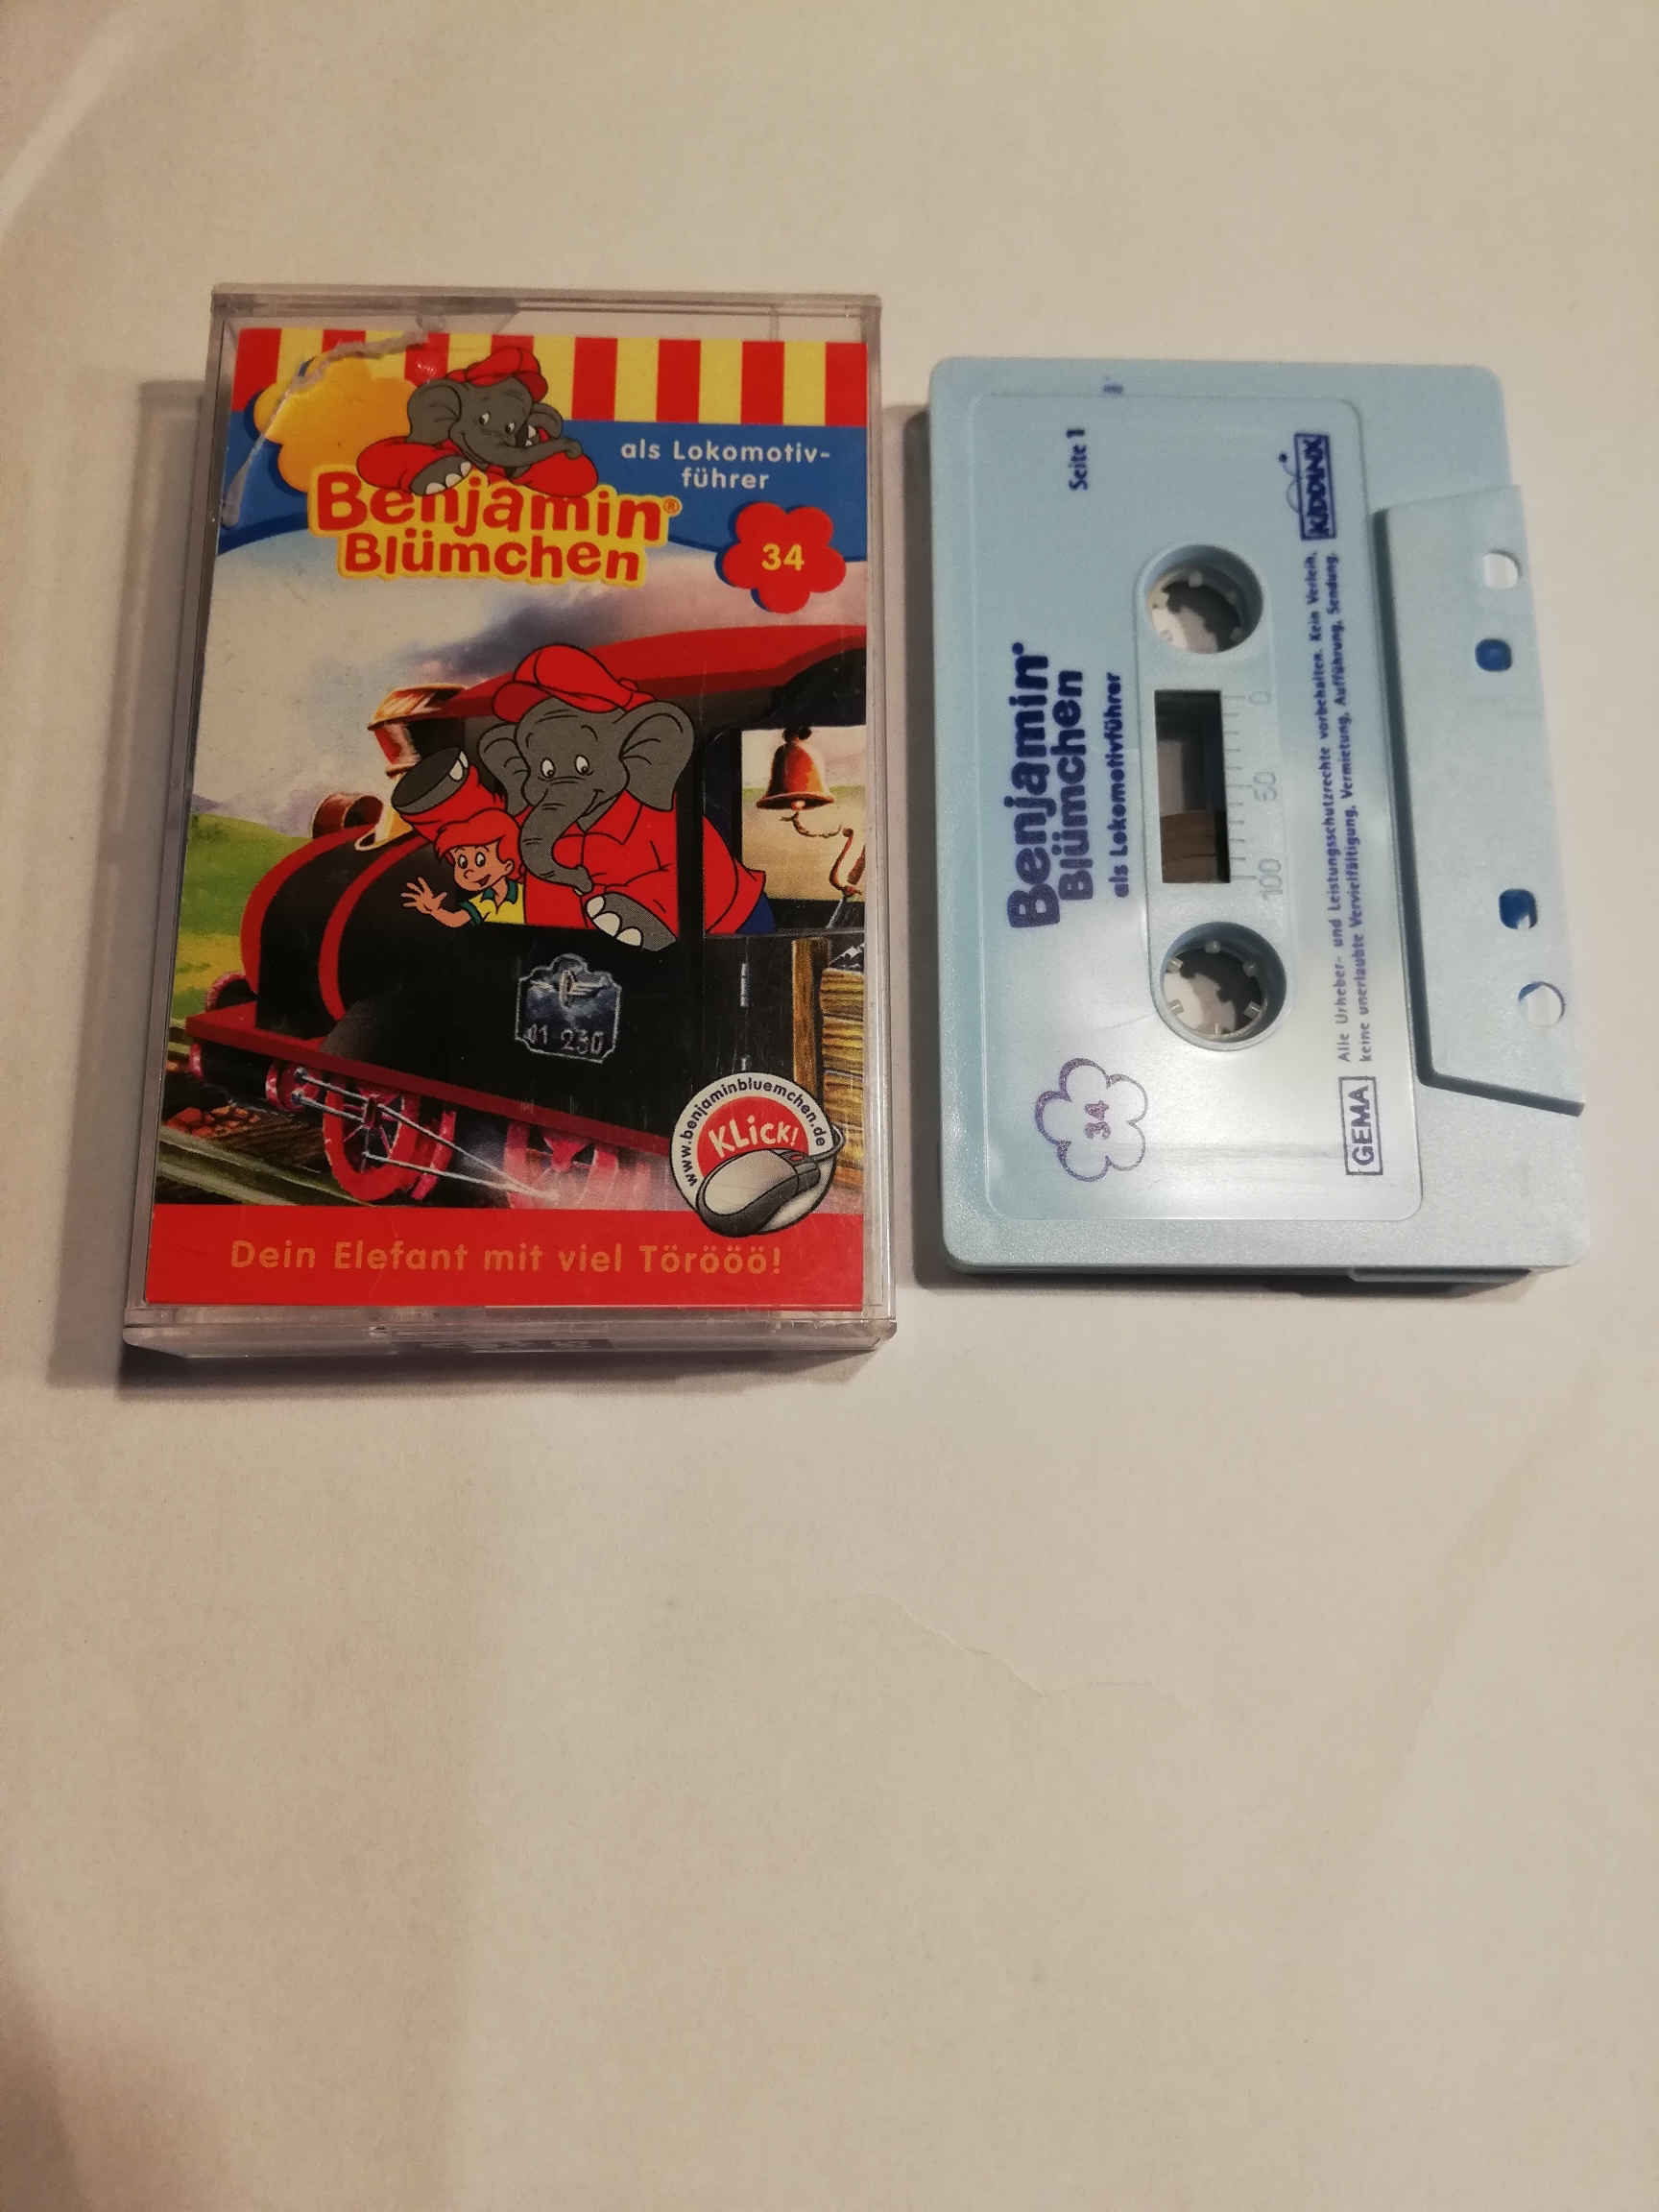 als Lokomotiv-
führer
Benjamin®
Blümchen
34
01 230
www.benjaminbluemchen.de
KLick!
Dein Elefant mit viel Törööö!
Seite 1
Benjamin®
Blümchen
als Lokomotivführer
34
100 50 0
KIDDINX
GEMA
Alle Urheber- und Leistungsschutzrechte vorbehalten. Kein Verleih,
keine unerlaubte Vervielfältigung, Vermietung, Aufführung, Sendung.